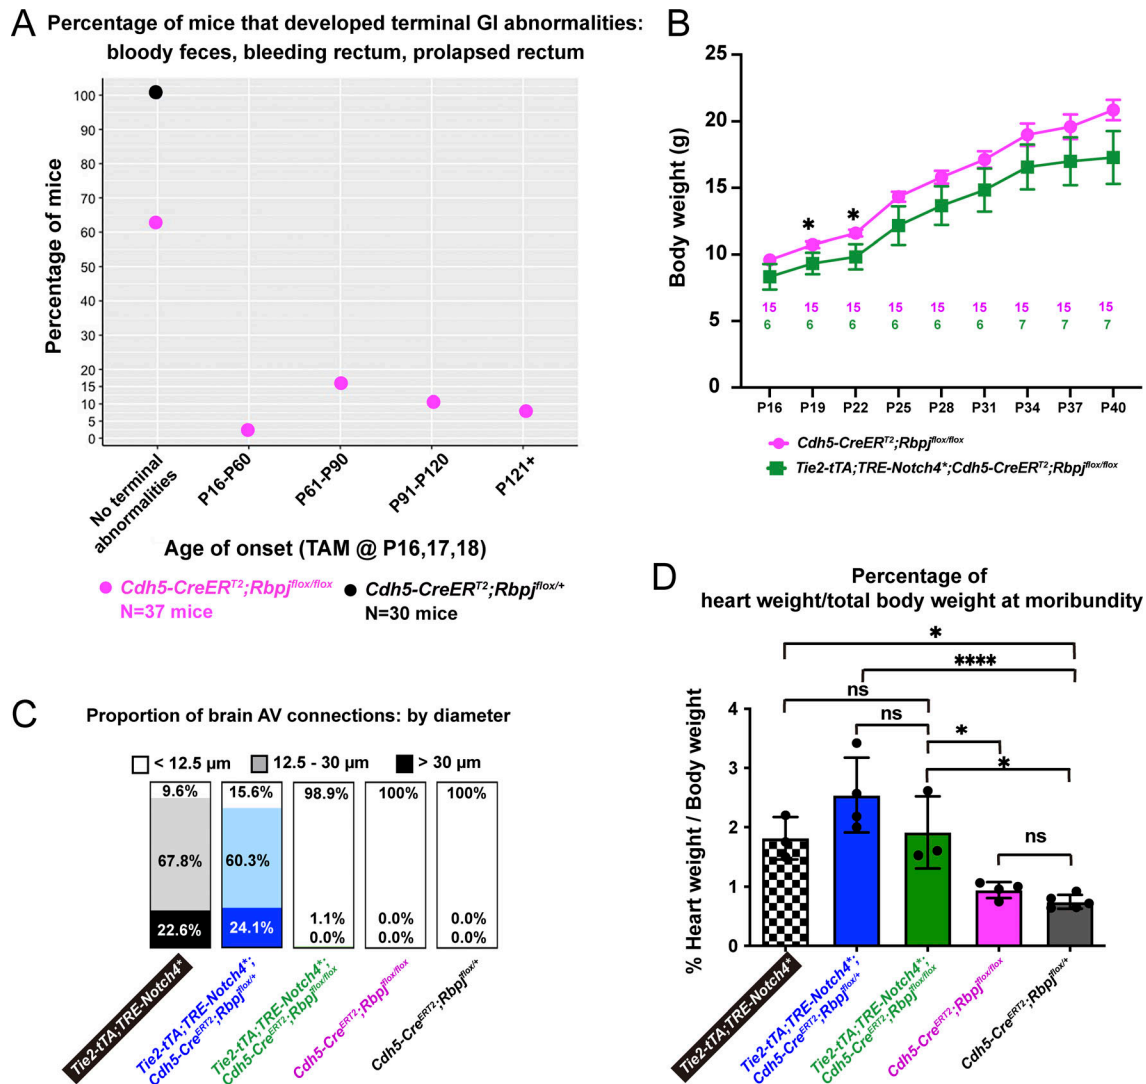 A
Percentage of mice that developed terminal GI abnormalities:
bloody feces, bleeding rectum, prolapsed rectum
Percentage of mice
100
90
80
70
60
50
40
30
20
15
10
5
0
No terminal
abnormalities
P16-P60
P61-P90
P91-P120
P121+
Age of onset (TAM @ P16,17,18)
Cdh5-CreERT2;Rbpjflox/flox
N=37 mice
Cdh5-CreERT2;Rbpjflox/+
N=30 mice
B
Body weight (g)
25
20
15
10
5
0
* *
15 15 15 15 15 15 15 15 15
6 6 6 6 6 6 7 7 7
P16 P19 P22 P25 P28 P31 P34 P37 P40
Cdh5-CreERT2;Rbpjflox/flox
Tie2-tTA;TRE-Notch4*;Cdh5-CreERT2;Rbpjflox/flox
C
Proportion of brain AV connections: by diameter
< 12.5 µm 12.5 - 30 µm > 30 µm
9.6% 15.6% 98.9% 100% 100%
67.8% 60.3%
1.1% 0.0% 0.0%
22.6% 24.1% 0.0% 0.0% 0.0%
Tie2-tTA;TRE-Notch4*
Tie2-tTA;TRE-Notch4*;
Cdh5-CreERT2;Rbpjflox/+
Tie2-tTA;TRE-Notch4*;
Cdh5-CreERT2;Rbpjflox/flox
Cdh5-CreERT2;Rbpjflox/flox
Cdh5-CreERT2;Rbpjflox/+
D
Percentage of
heart weight/total body weight at moribundity
% Heart weight / Body weight
4
3
2
1
0
*
****
ns
ns
*
*
ns
Tie2-tTA;TRE-Notch4*
Tie2-tTA;TRE-Notch4*;
Cdh5-CreERT2;Rbpjflox/+
Tie2-tTA;TRE-Notch4*;
Cdh5-CreERT2;Rbpjflox/flox
Cdh5-CreERT2;Rbpjflox/flox
Cdh5-CreERT2;Rbpjflox/+